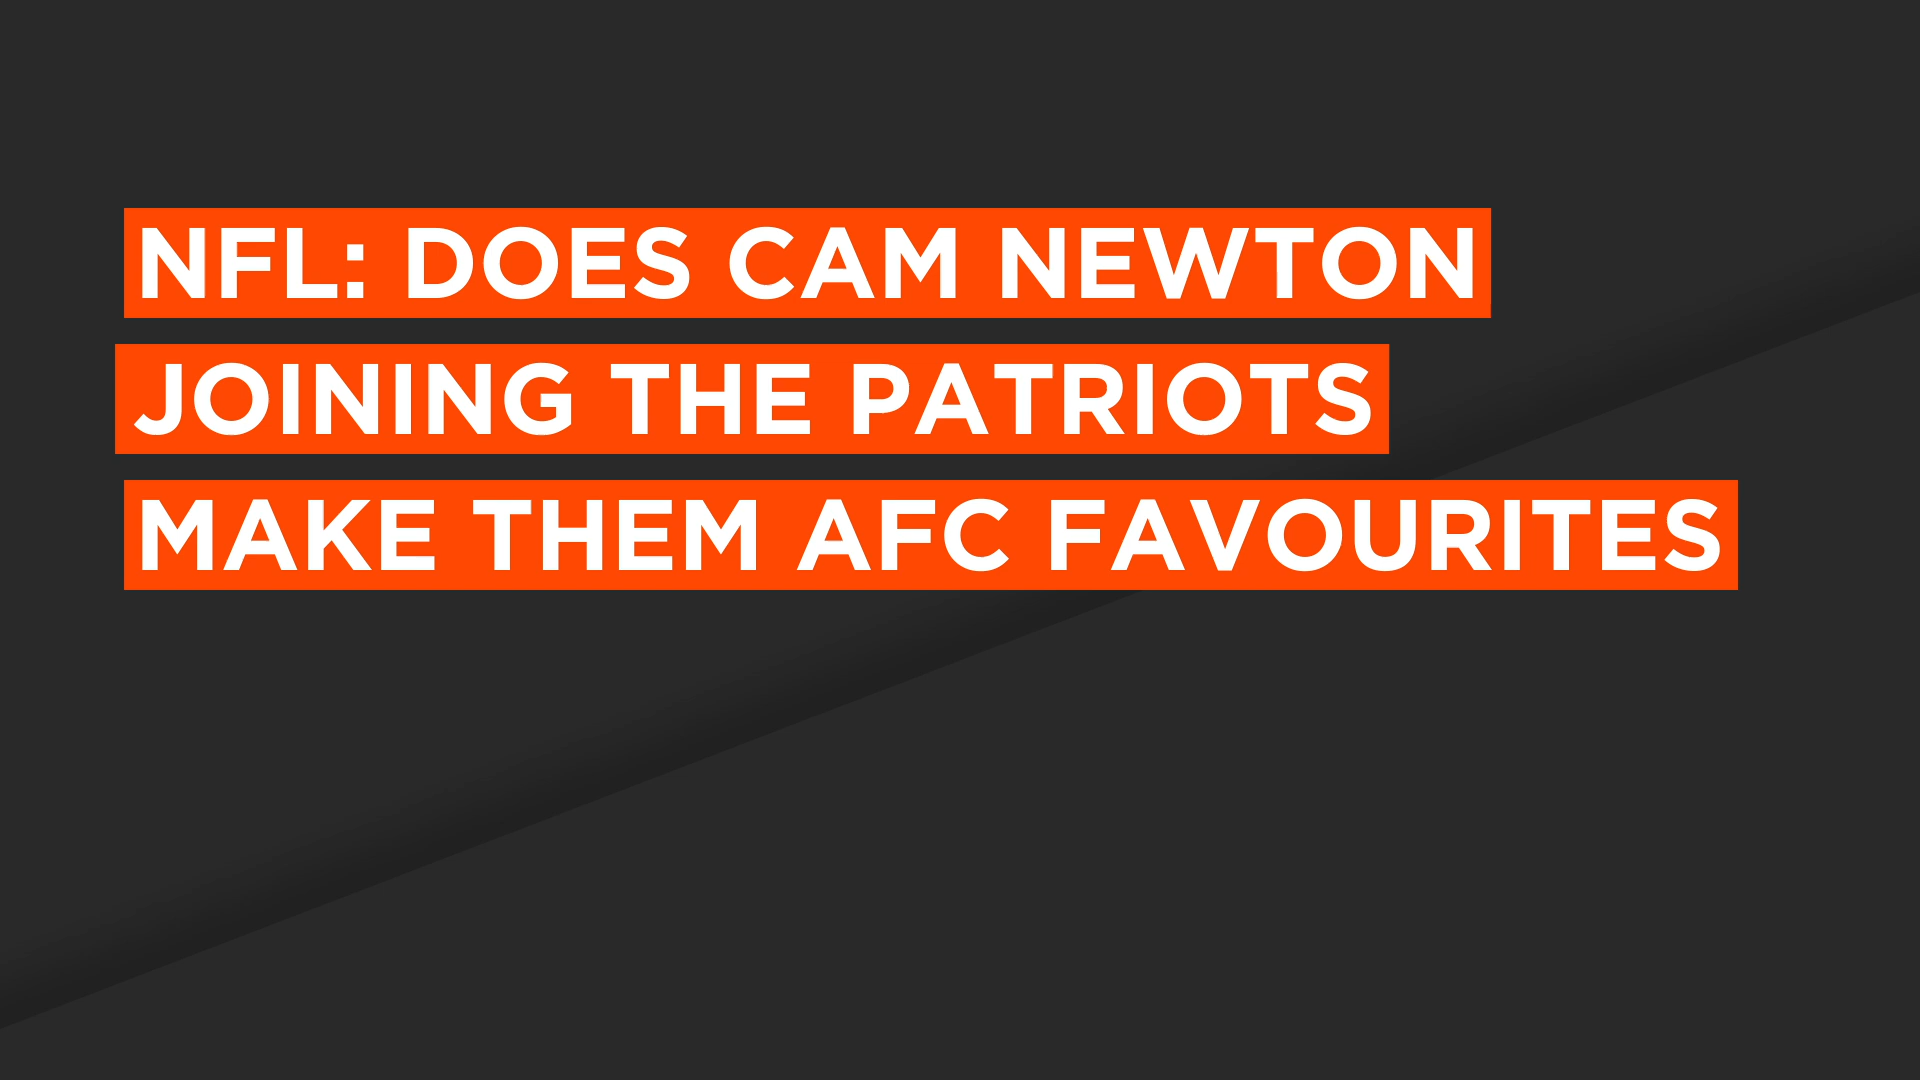 NFL: DOES CAM NEWTON
JOINING THE PATRIOTS
MAKE THEM AFC FAVOURITES